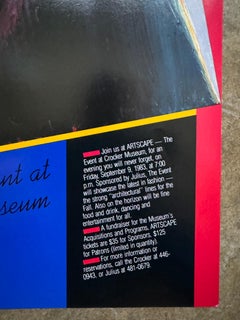 nt at
seum
Join us at ARTSCAPE — The
Event at Crocker Museum, for an
evening you will never forget, on
Friday, September 9, 1983, at 7:00
p.m. Sponsored by Julius. The Event
will showcase the latest in fashion —
the strong “architectural” lines for the
Fall. Also on the horizon will be fine
food and drink, dancing and
entertainment for all.
A fundraiser for the Museum's
Acquisitions and Programs, ARTSCAPE
tickets are $35 for Sponsors, $125
for Patrons (limited in quantity).
For more information or
reservations, call the Crocker at 446-
0943, or Julius at 481-0679.